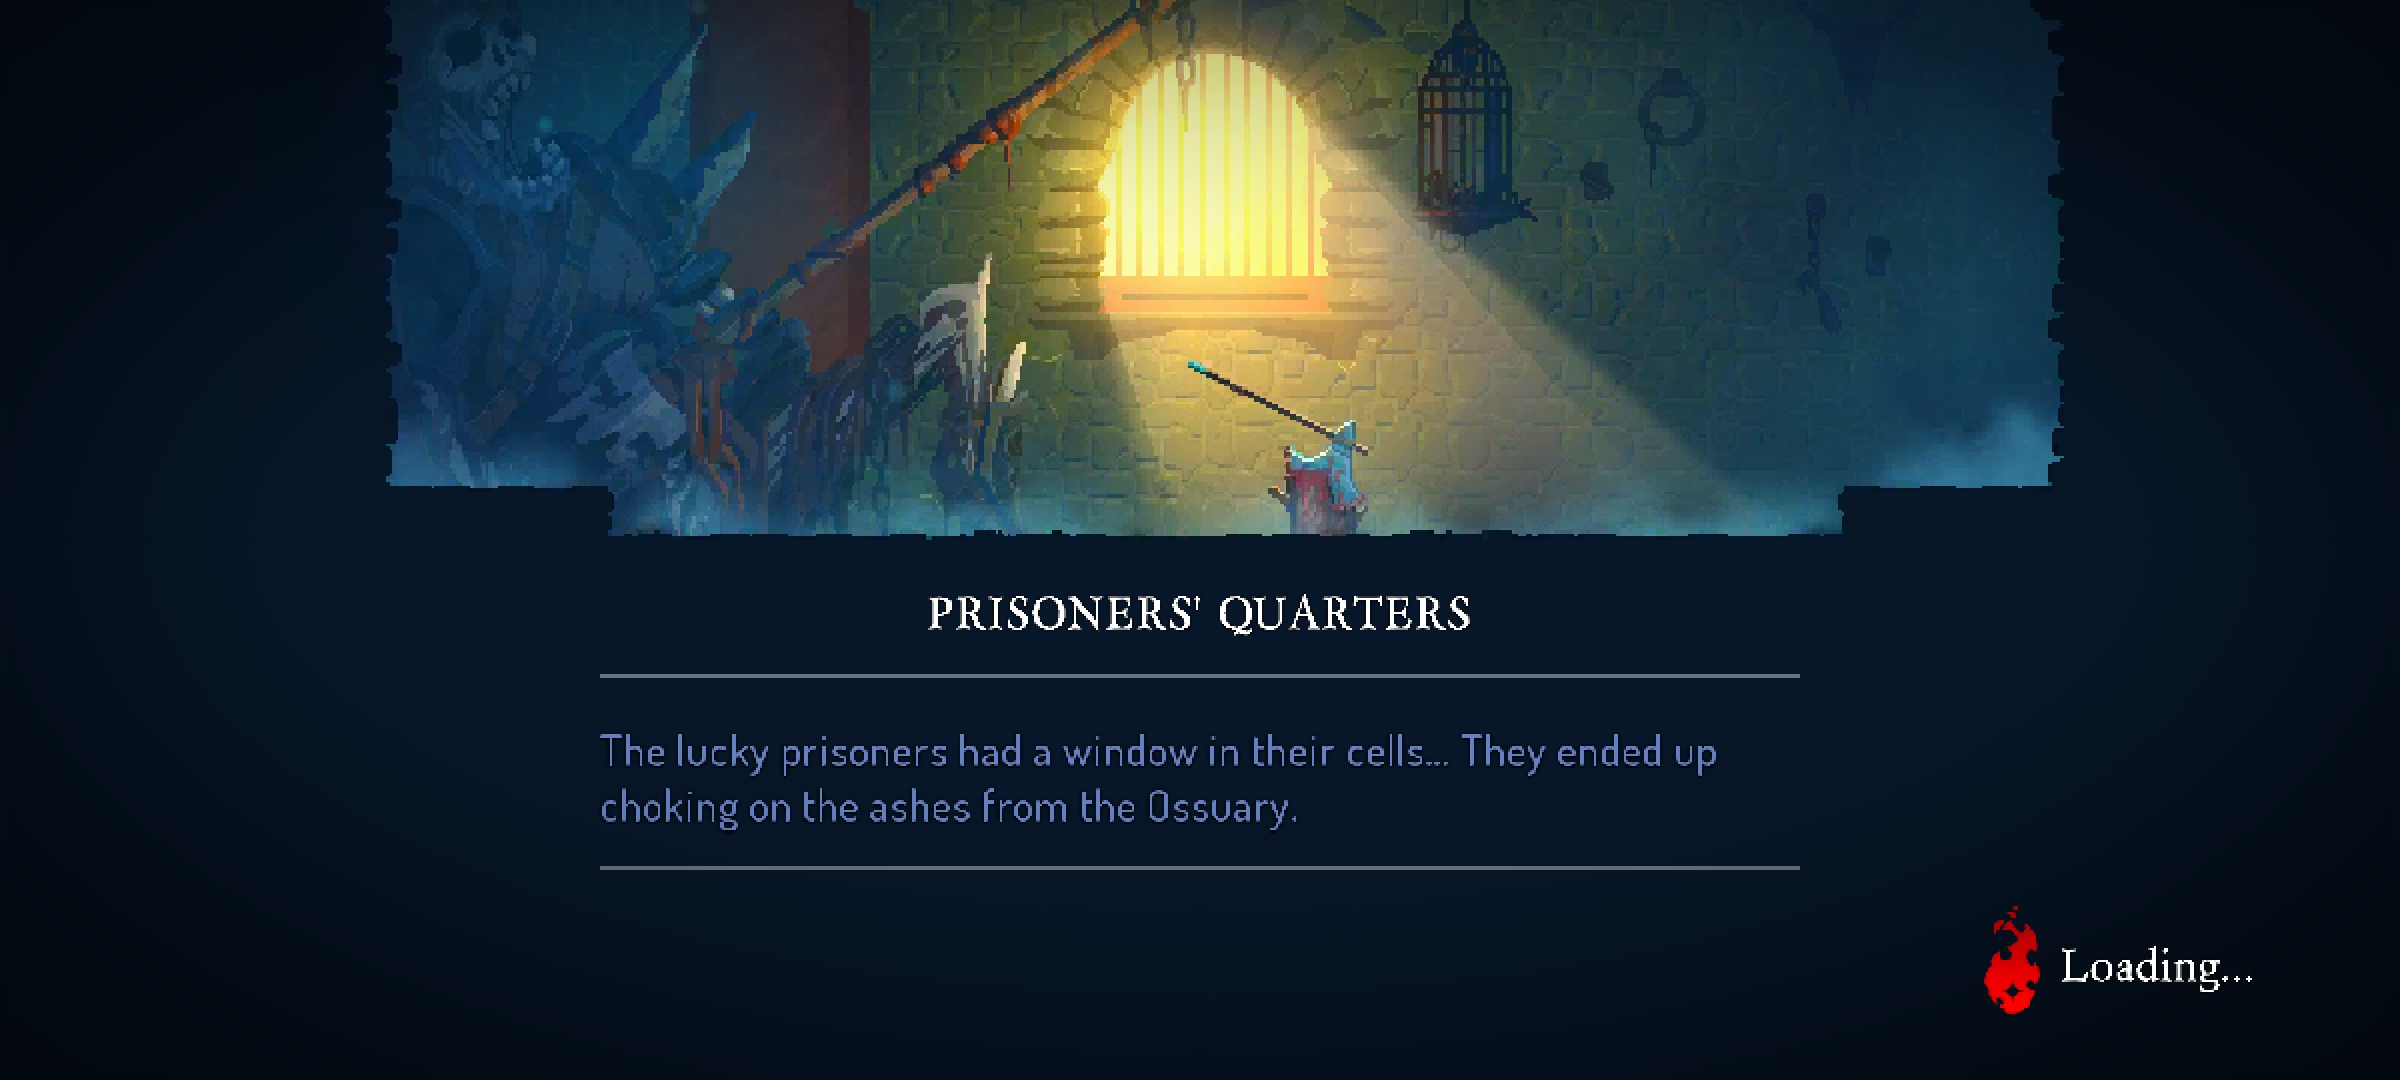 PRISONERS' QUARTERS
The lucky prisoners had a window in their cells... They ended up
choking on the ashes from the Ossuary.
Loading...